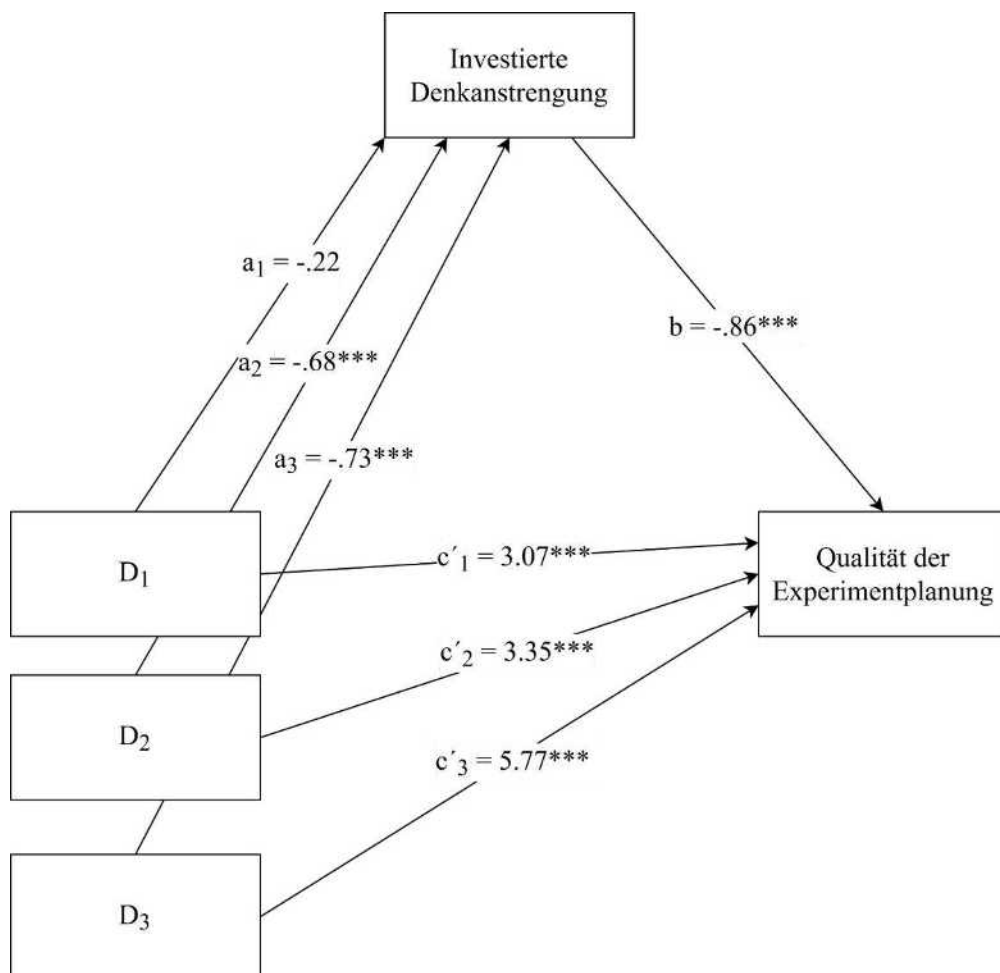 Investierte
Denkanstrengung
a1 = -.22
b = -.86***
a2 = -.68***
a3 = -.73***
D1
c´1 = 3.07***
Qualität der
Experimentplanung
c´2 = 3.35***
D2
c´3 = 5.77***
D3